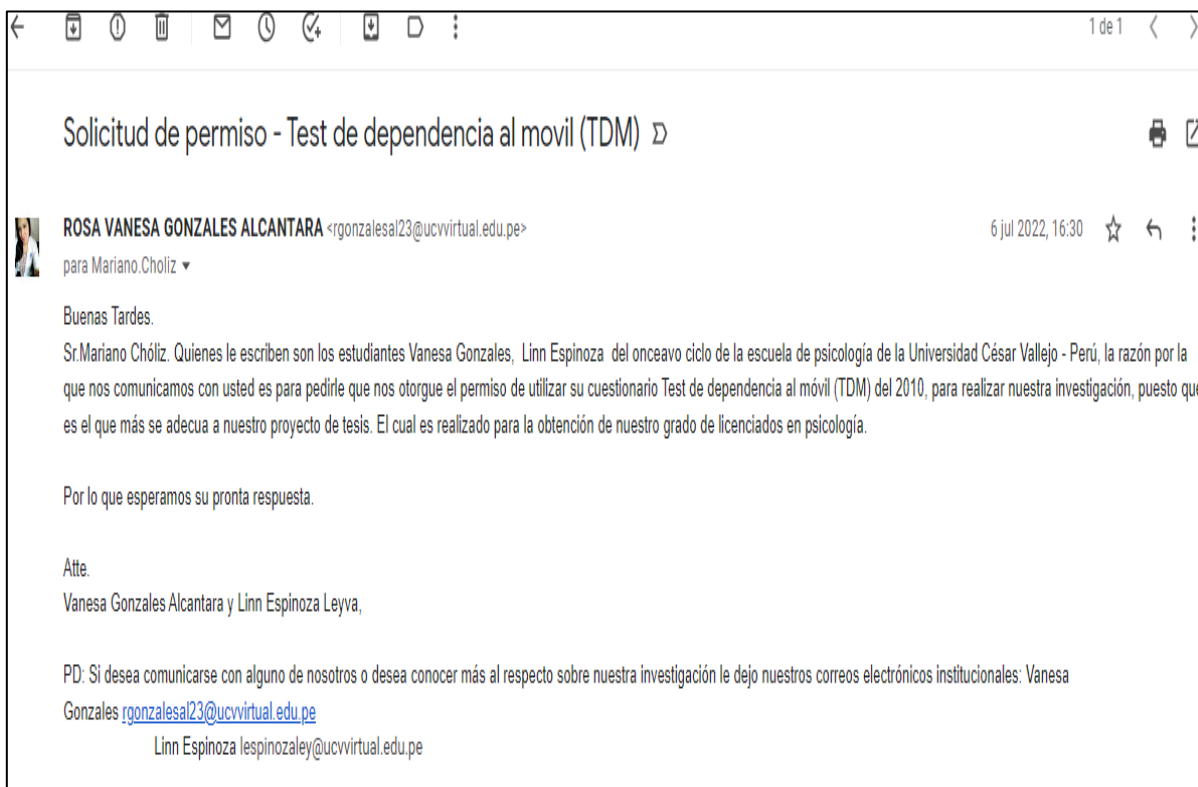 1 de 1
Solicitud de permiso - Test de dependencia al movil (TDM)
ROSA VANESA GONZALES ALCANTARA <rgonzalesal23@ucvvirtual.edu.pe>
6 jul 2022, 16:30
para Mariano.Choliz
Buenas Tardes.
Sr.Mariano Chóliz. Quienes le escriben son los estudiantes Vanesa Gonzales, Linn Espinoza del onceavo ciclo de la escuela de psicología de la Universidad César Vallejo - Perú, la razón por la
que nos comunicamos con usted es para pedirle que nos otorgue el permiso de utilizar su cuestionario Test de dependencia al móvil (TDM) del 2010, para realizar nuestra investigación, puesto que
es el que más se adecua a nuestro proyecto de tesis. El cual es realizado para la obtención de nuestro grado de licenciados en psicología.
Por lo que esperamos su pronta respuesta.
Atte.
Vanesa Gonzales Alcantara y Linn Espinoza Leyva,
PD: Si desea comunicarse con alguno de nosotros o desea conocer más al respecto sobre nuestra investigación le dejo nuestros correos electrónicos institucionales: Vanesa
Gonzales rgonzalesal23@ucvvirtual.edu.pe
Linn Espinoza lespinozaley@ucvvirtual.edu.pe